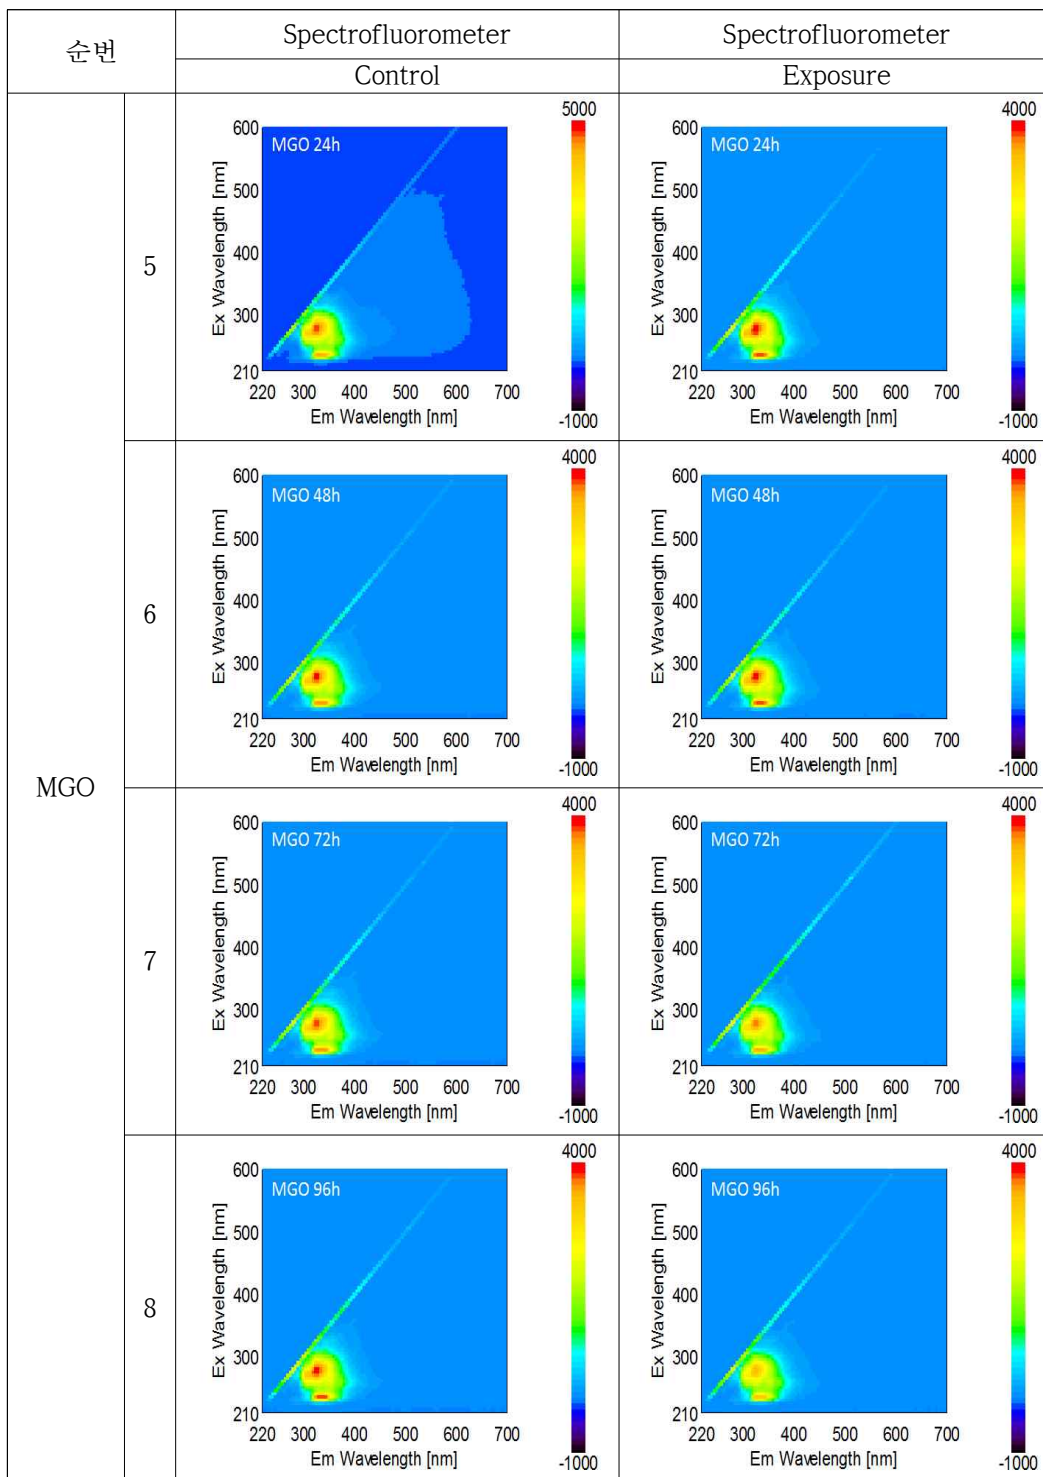 순번
Spectrofluorometer
Spectrofluorometer
Control
Exposure
MGO
5
MGO 24h
5000
-1000
600
500
400
300
210
220 300 400 500 600 700
Ex Wavelength [nm]
Em Wavelength [nm]
MGO 24h
4000
-1000
600
500
400
300
210
220 300 400 500 600 700
Ex Wavelength [nm]
Em Wavelength [nm]
6
MGO 48h
4000
-1000
600
500
400
300
210
220 300 400 500 600 700
Ex Wavelength [nm]
Em Wavelength [nm]
MGO 48h
4000
-1000
600
500
400
300
210
220 300 400 500 600 700
Ex Wavelength [nm]
Em Wavelength [nm]
7
MGO 72h
4000
-1000
600
500
400
300
210
220 300 400 500 600 700
Ex Wavelength [nm]
Em Wavelength [nm]
MGO 72h
4000
-1000
600
500
400
300
210
220 300 400 500 600 700
Ex Wavelength [nm]
Em Wavelength [nm]
8
MGO 96h
4000
-1000
600
500
400
300
210
220 300 400 500 600 700
Ex Wavelength [nm]
Em Wavelength [nm]
MGO 96h
4000
-1000
600
500
400
300
210
220 300 400 500 600 700
Ex Wavelength [nm]
Em Wavelength [nm]